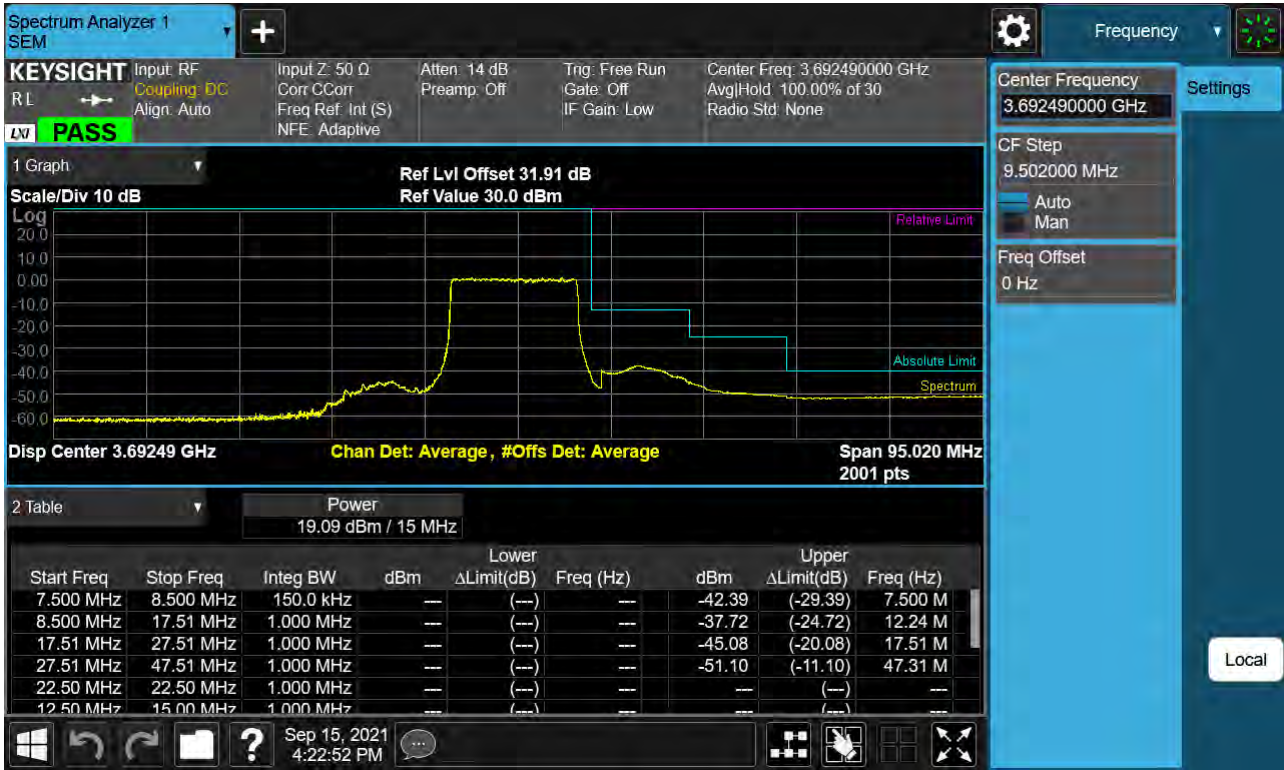 Spectrum Analyzer 1
SEM
+
Frequency
KEYSIGHT
RL
LXI
PASS
Input: RF
Coupling: DC
Align: Auto
Input Z: 50 Ω
Corr CCorr
Freq Ref: Int (S)
NFE: Adaptive
Atten: 14 dB
Preamp: Off
Trig: Free Run
Gate: Off
IF Gain: Low
Center Freq: 3.692490000 GHz
Avg|Hold: 100.00% of 30
Radio Std: None
Center Frequency
3.692490000 GHz
Settings
CF Step
9.502000 MHz
Auto
Man
Freq Offset
0 Hz
1 Graph
Scale/Div 10 dB
Ref Lvl Offset 31.91 dB
Ref Value 30.0 dBm
Log
20.0
10.0
0.00
-10.0
-20.0
-30.0
-40.0
-50.0
-60.0
Relative Limit
Absolute Limit
Spectrum
Disp Center 3.69249 GHz
Chan Det: Average , #Offs Det: Average
Span 95.020 MHz
2001 pts
2 Table
Power
19.09 dBm / 15 MHz
Lower Upper
Start Freq Stop Freq Integ BW dBm ΔLimit(dB) Freq (Hz) dBm ΔLimit(dB) Freq (Hz)
7.500 MHz 8.500 MHz 150.0 kHz --- (---) --- -42.39 (-29.39) 7.500 M
8.500 MHz 17.51 MHz 1.000 MHz --- (---) --- -37.72 (-24.72) 12.24 M
17.51 MHz 27.51 MHz 1.000 MHz --- (---) --- -45.08 (-20.08) 17.51 M
27.51 MHz 47.51 MHz 1.000 MHz --- (---) --- -51.10 (-11.10) 47.31 M
22.50 MHz 22.50 MHz 1.000 MHz --- (---) --- --- (---) ---
12.50 MHz 15.00 MHz 1.000 MHz --- (---) --- --- (---) ---
Local
?
Sep 15, 2021
4:22:52 PM